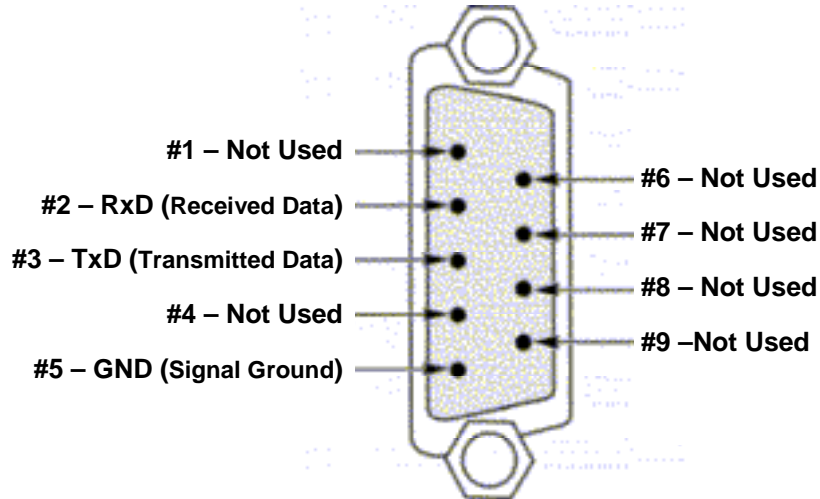 #1 – Not Used
#2 – RxD (Received Data)
#3 – TxD (Transmitted Data)
#4 – Not Used
#5 – GND (Signal Ground)
#6 – Not Used
#7 – Not Used
#8 – Not Used
#9 –Not Used